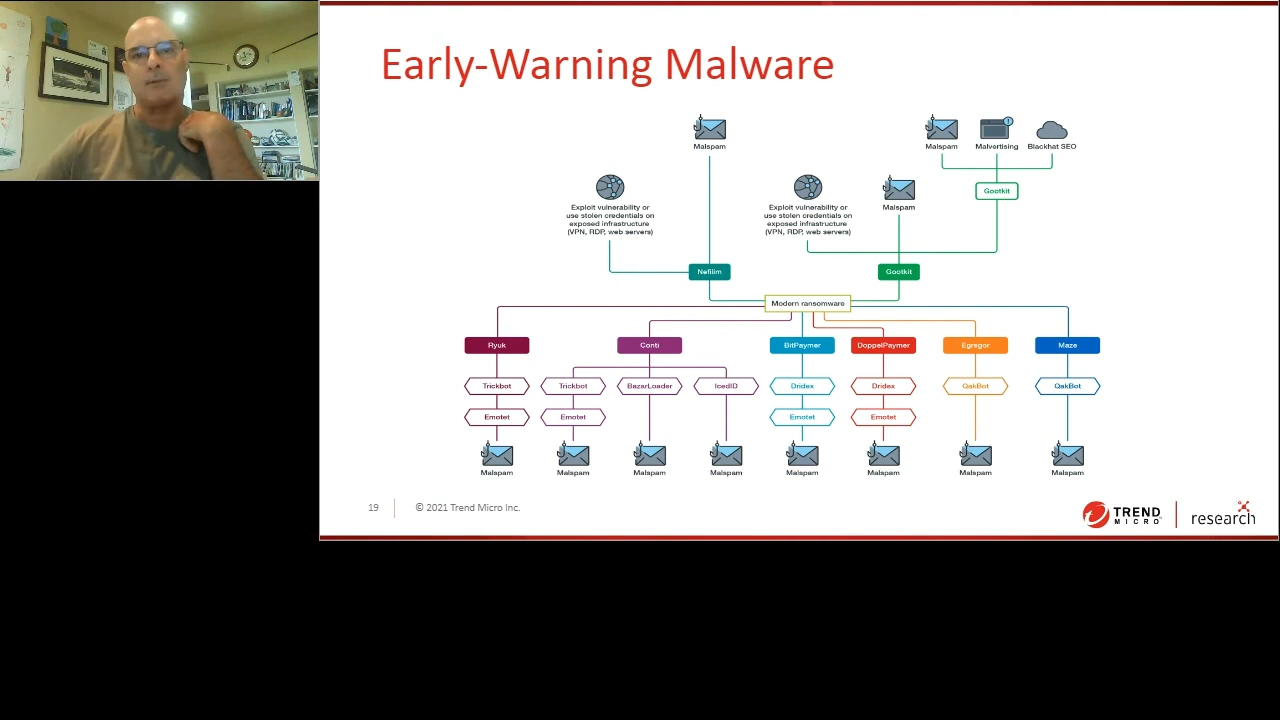 Early-Warning Malware
Malspam
Malspam
Malvertising
Blackhat SEO
Gootkit
Exploit vulnerability or
use stolen credentials on
exposed infrastructure
(VPN, RDP, web servers)
Exploit vulnerability or
use stolen credentials on
exposed infrastructure
(VPN, RDP, web servers)
Malspam
Nefilim
Gootkit
Modern ransomware
Ryuk
Conti
BitPaymer
DoppelPaymer
Egregor
Maze
Trickbot
Trickbot
BazarLoader
IcedID
Dridex
Dridex
QakBot
QakBot
Emotet
Emotet
Emotet
Emotet
Malspam
Malspam
Malspam
Malspam
Malspam
Malspam
Malspam
Malspam
19
© 2021 Trend Micro Inc.
TREND
MICRO
research